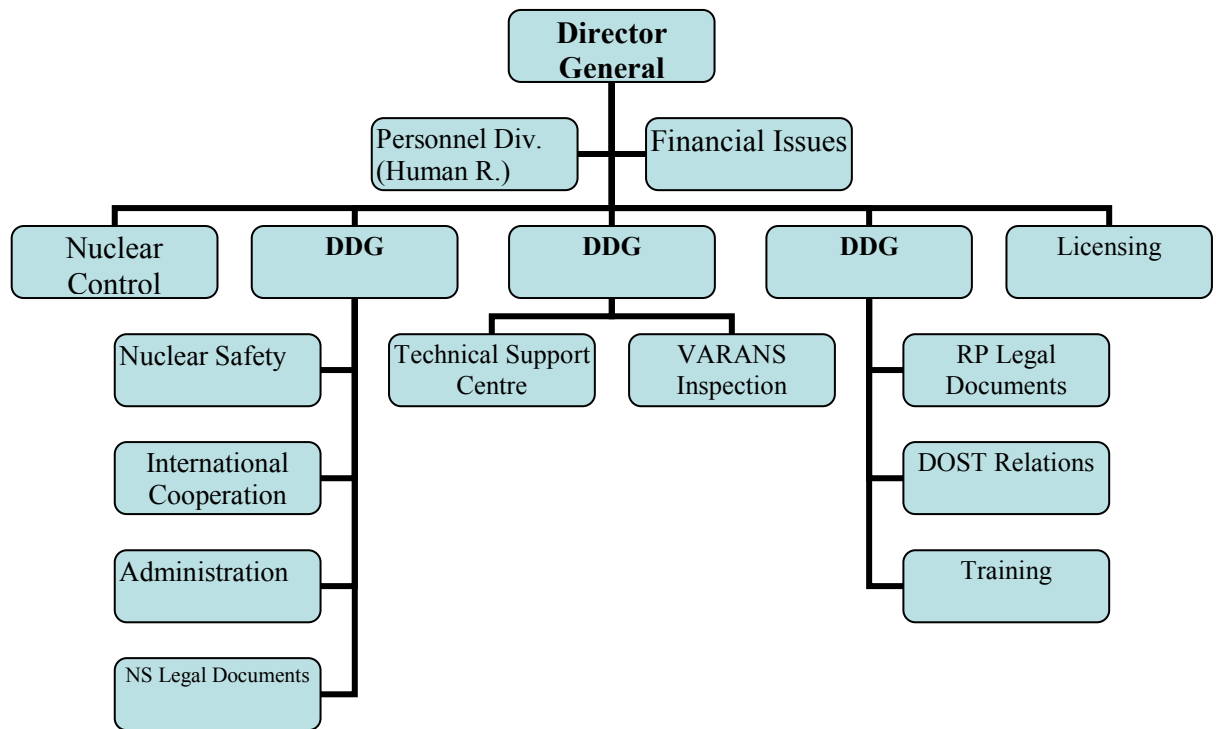 Director
General
Personnel Div.
(Human R.)
Financial Issues
Nuclear
Control
DDG
DDG
DDG
Licensing
Nuclear Safety
Technical Support
Centre
VARANS
Inspection
RP Legal
Documents
International
Cooperation
DOST Relations
Administration
Training
NS Legal Documents